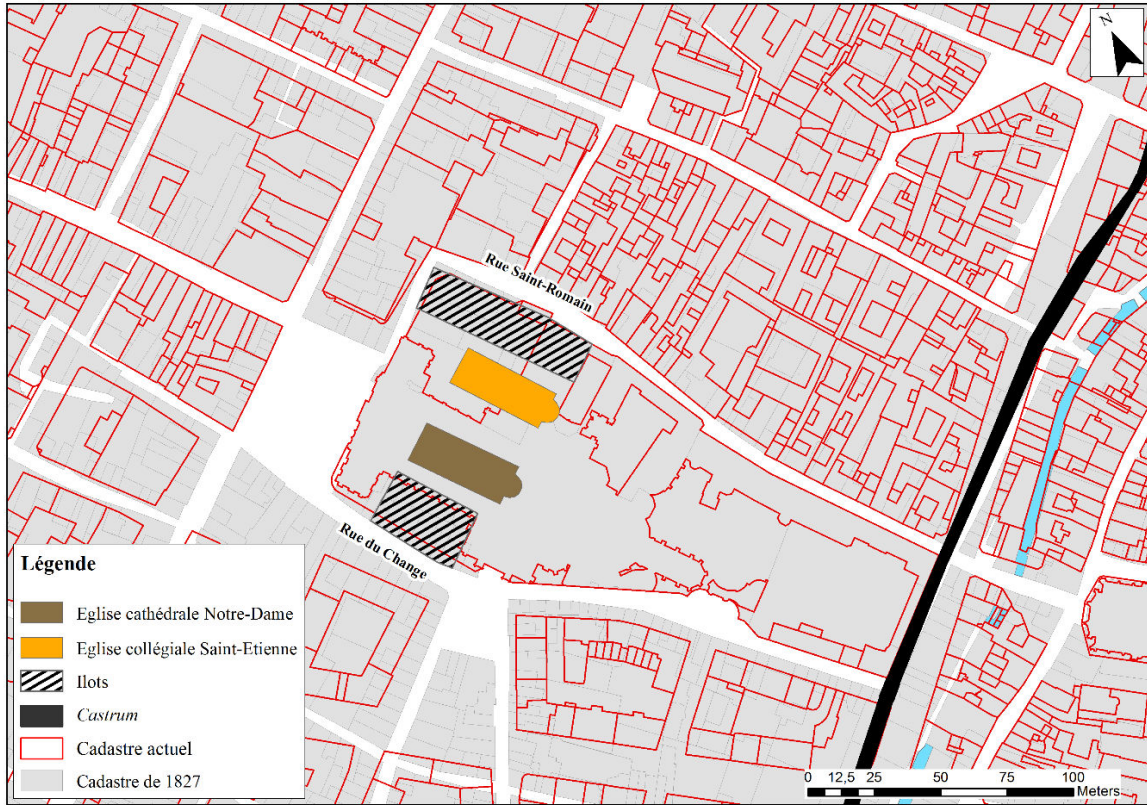 N
Rue Saint-Romain
Rue du Change
Légende
Eglise cathédrale Notre-Dame
Eglise collégiale Saint-Etienne
Ilots
Castrum
Cadastre actuel
Cadastre de 1827
0 12,5 25 50 75 100
Meters